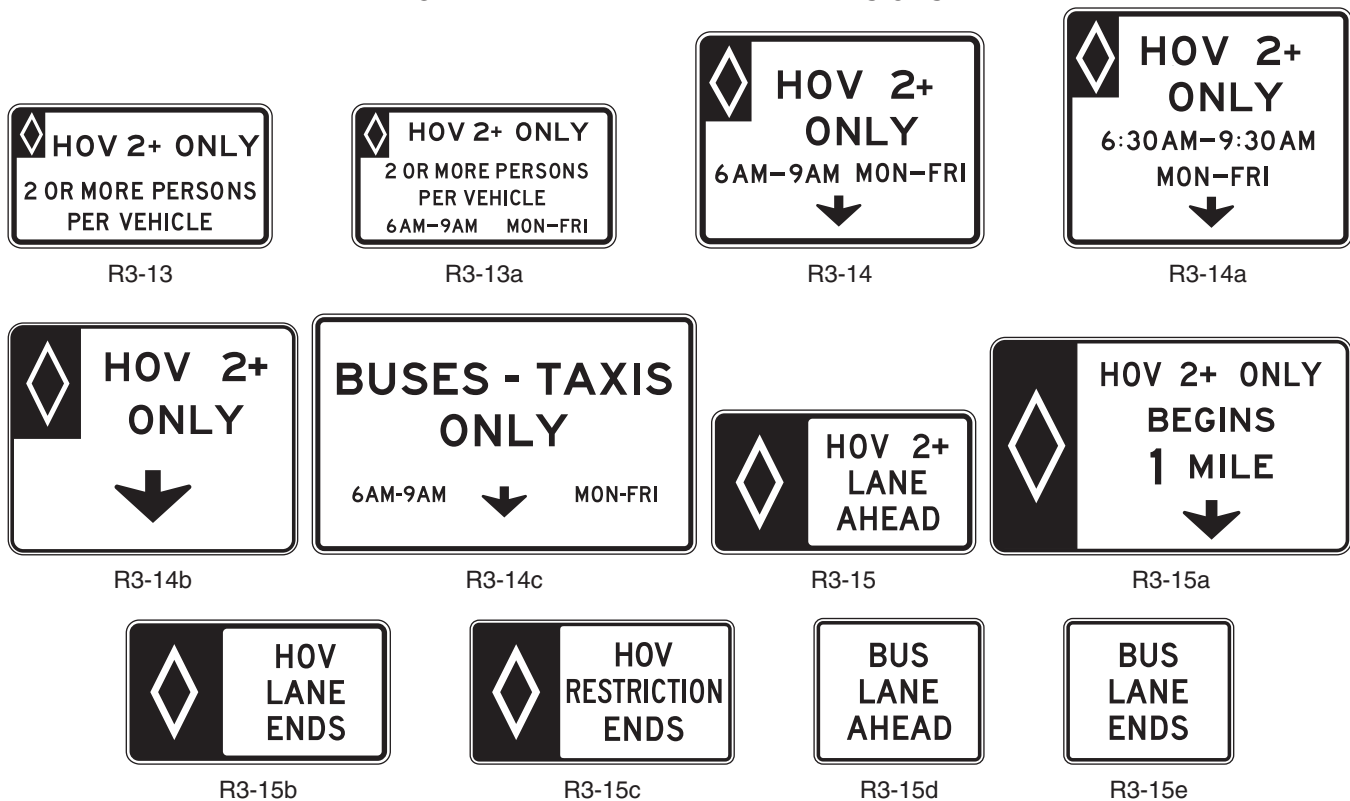 HOV 2+ ONLY
2 OR MORE PERSONS
PER VEHICLE
R3-13
HOV 2+ ONLY
2 OR MORE PERSONS
PER VEHICLE
6AM–9AM MON–FRI
R3-13a
HOV 2+
ONLY
6AM–9AM MON–FRI
R3-14
HOV 2+
ONLY
6:30AM–9:30AM
MON–FRI
R3-14a
HOV 2+
ONLY
R3-14b
BUSES - TAXIS
ONLY
6AM-9AM MON-FRI
R3-14c
HOV 2+
LANE
AHEAD
R3-15
HOV 2+ ONLY
BEGINS
1 MILE
R3-15a
HOV
LANE
ENDS
R3-15b
HOV
RESTRICTION
ENDS
R3-15c
BUS
LANE
AHEAD
R3-15d
BUS
LANE
ENDS
R3-15e